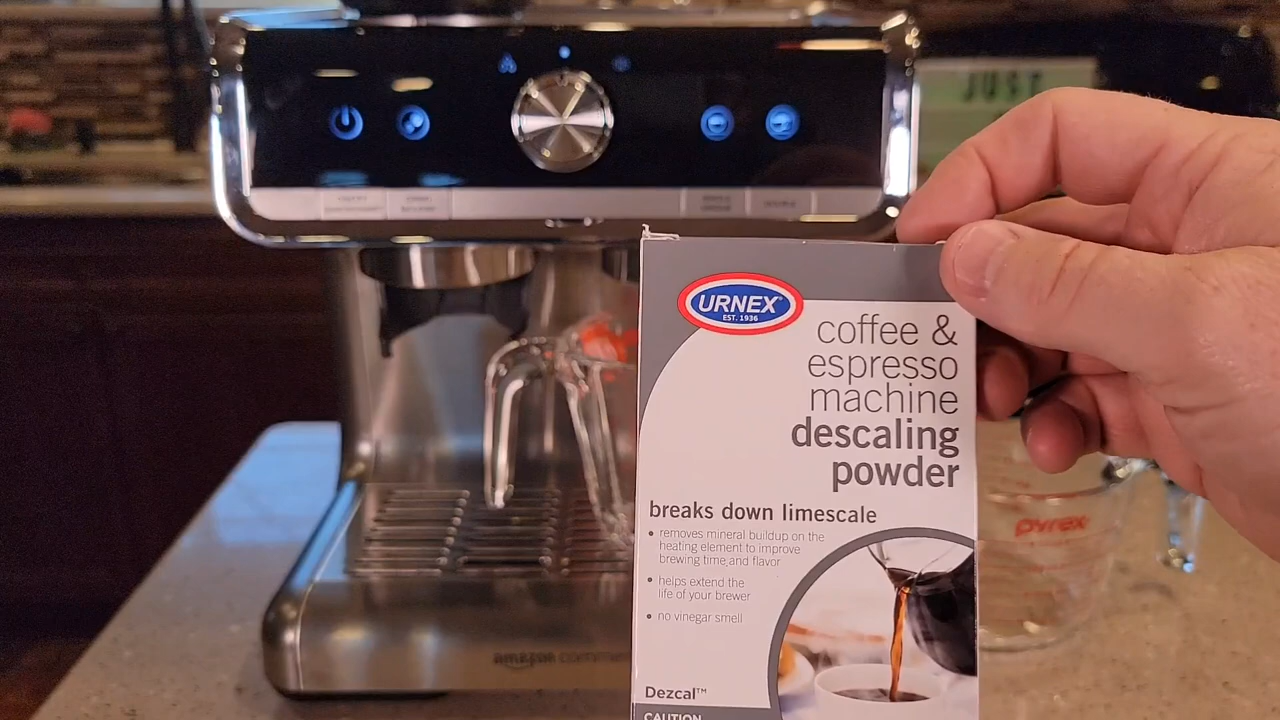 JUST
URNEX®
EST. 1936
coffee &
espresso
machine
descaling
powder
breaks down limescale
• removes mineral buildup on the
heating element to improve
brewing time and flavor
• helps extend the
life of your brewer
• no vinegar smell
Dezcal™
CAUTION
PYREX
amazon comme